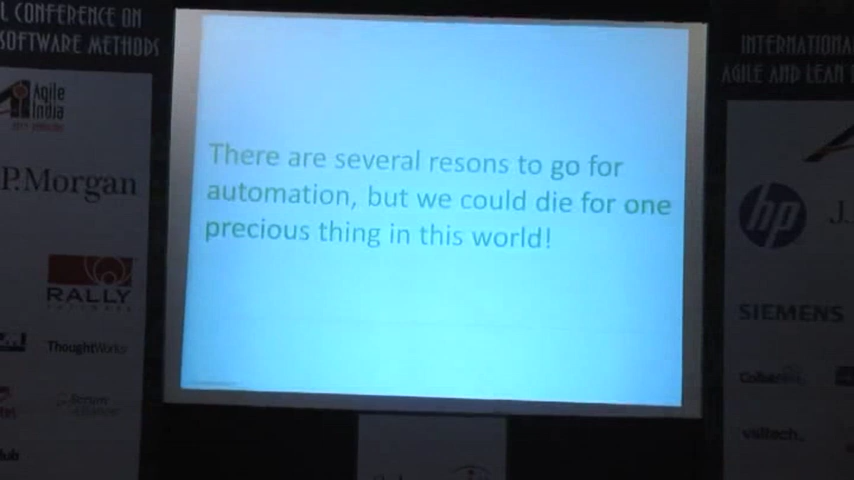 L CONFERENCE ON
SOFTWARE METHODS
Agile
India
P.Morgan
RALLY
ThoughtWorks
There are several resons to go for
automation, but we could die for one
precious thing in this world!
INTERNATIONA
AGILE AND LEAN
hp
J.
SIEMENS
CollabNet
valtech